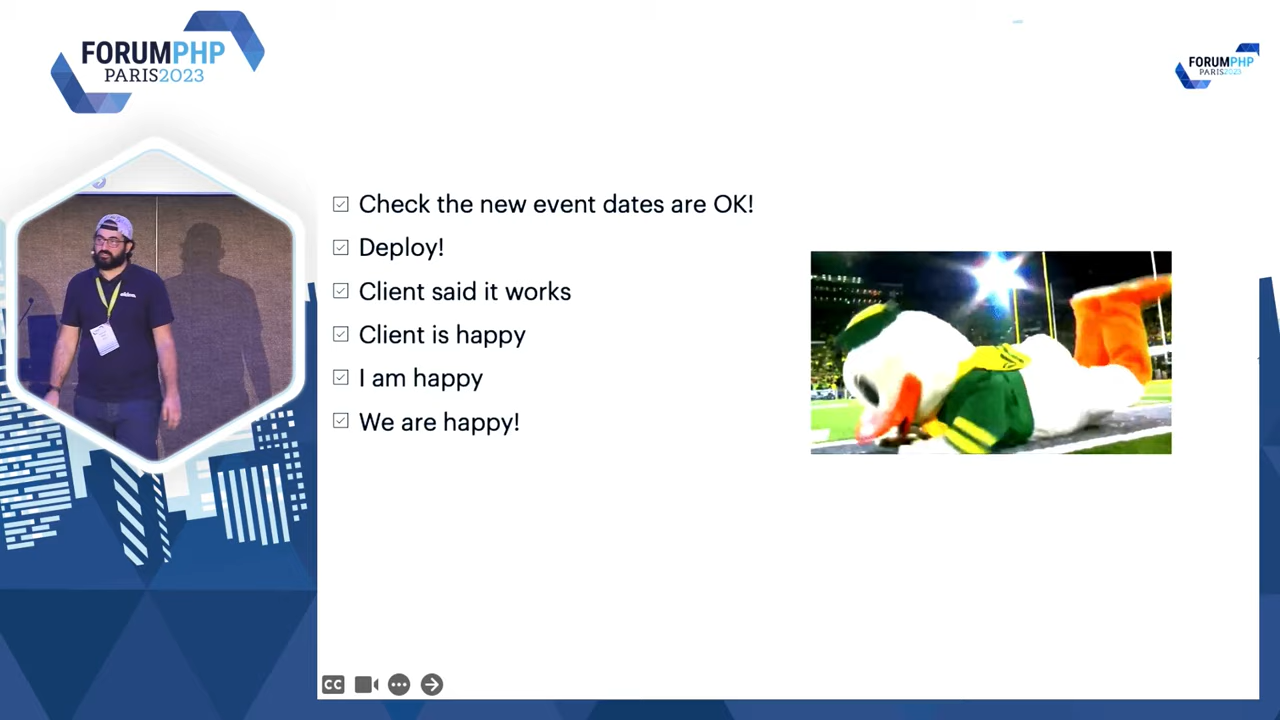 FORUMPHP
PARIS2023
FORUMPHP
PARIS2023
Check the new event dates are OK!
Deploy!
Client said it works
Client is happy
I am happy
We are happy!
CC